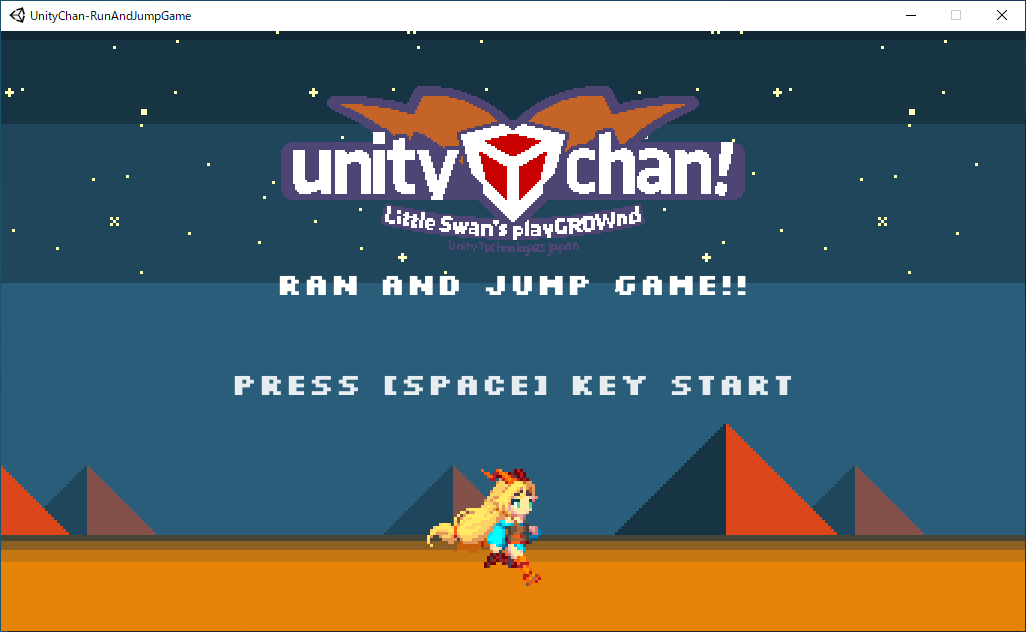 UnityChan-RunAndJumpGame
unity chan!
Little Swan's playGROWnd
Unity Technologies Japan
RAN AND JUMP GAME!!
PRESS [SPACE] KEY START